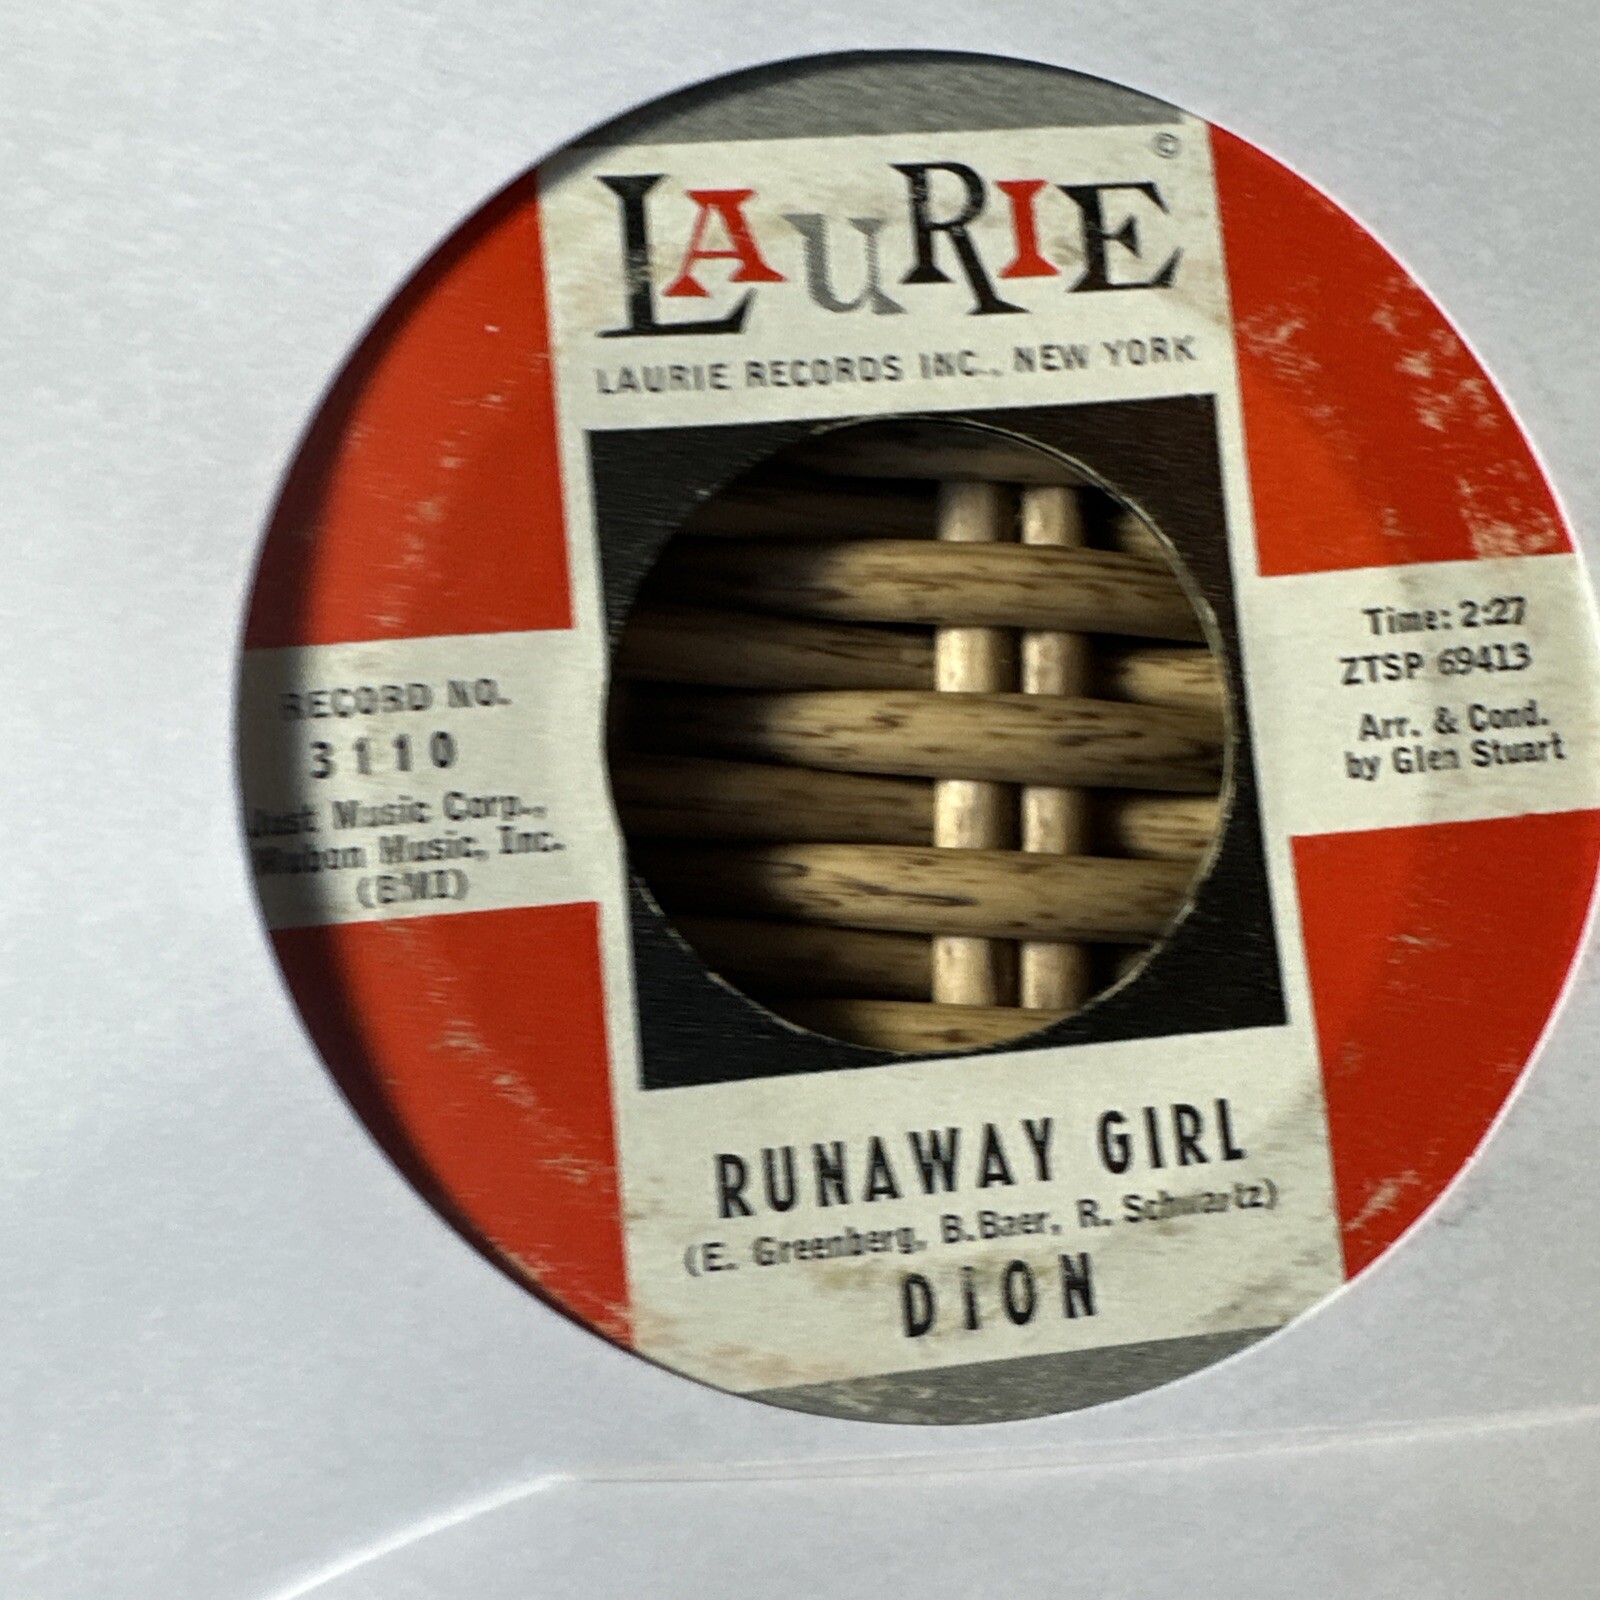 ©
LAURIE
LAURIE RECORDS INC., NEW YORK
RECORD NO.
3110
Just Music Corp.,
Music, Inc.
(BMI)
Time: 2:27
ZTSP 69413
Arr. & Cond.
by Glen Stuart
RUNAWAY GIRL
(E. Greenberg, B.Baer, R. Schwartz)
DION